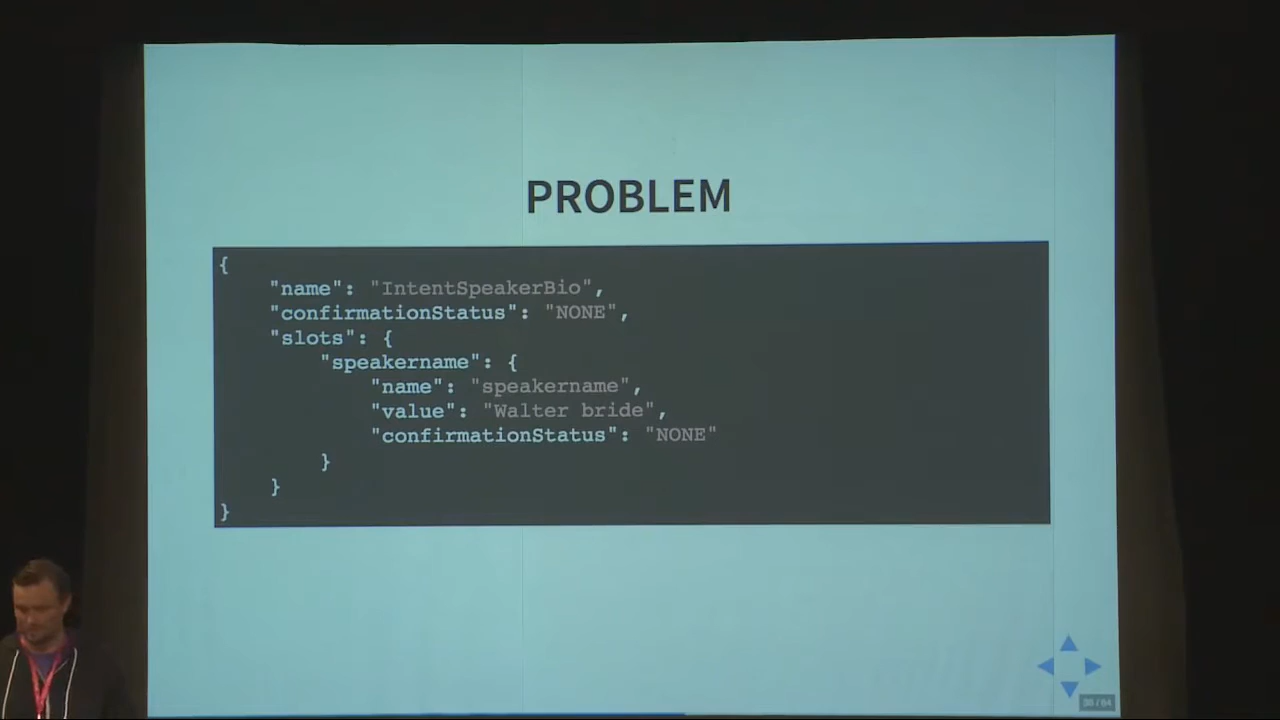 PROBLEM
{
"name": "IntentSpeakerBio",
"confirmationStatus": "NONE",
"slots": {
"speakername": {
"name": "speakername",
"value": "Walter bride",
"confirmationStatus": "NONE"
}
}
}